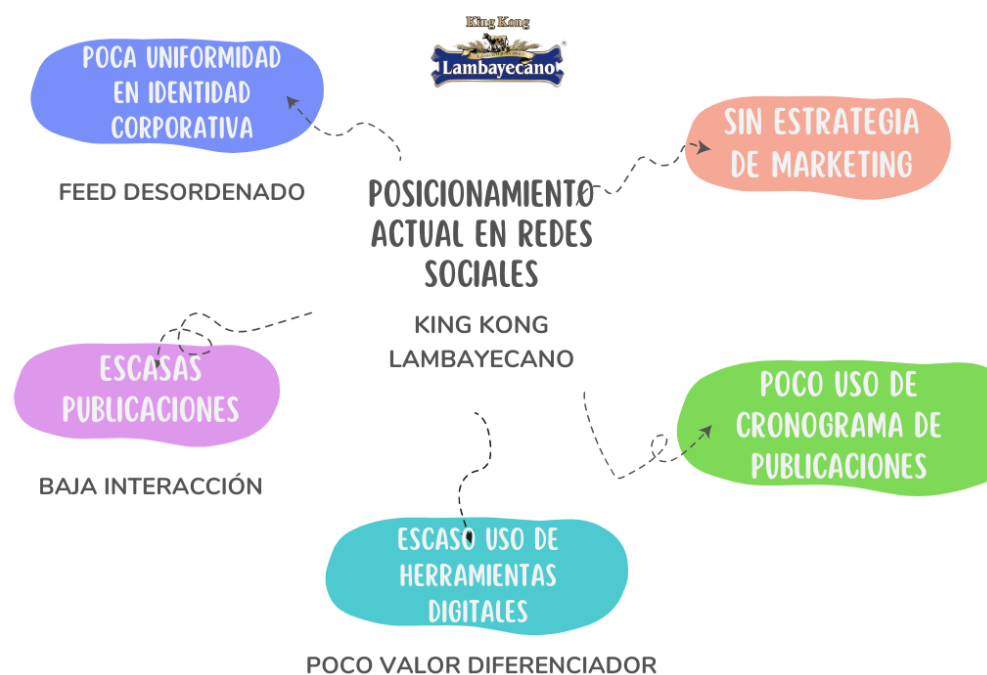 King Kong
Lambayecano
POCA UNIFORMIDAD
EN IDENTIDAD
CORPORATIVA
FEED DESORDENADO
SIN ESTRATEGIA
DE MARKETING
POSICIONAMIENTO
ACTUAL EN REDES
SOCIALES
KING KONG
LAMBAYECANO
ESCASAS
PUBLICACIONES
BAJA INTERACCIÓN
POCO USO DE
CRONOGRAMA DE
PUBLICACIONES
ESCASO USO DE
HERRAMIENTAS
DIGITALES
POCO VALOR DIFERENCIADOR